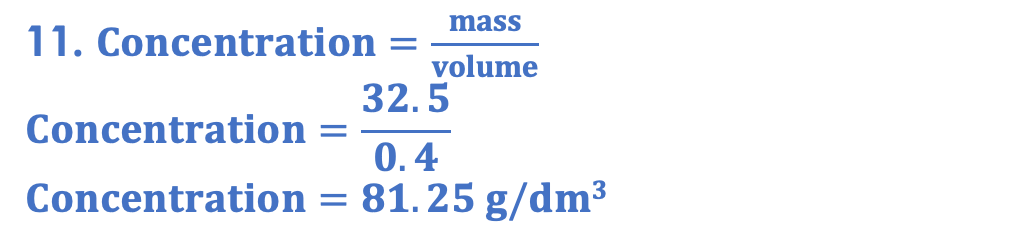 11. Concentration = mass/volume
Concentration = 32.5/0.4
Concentration = 81.25 g/dm³